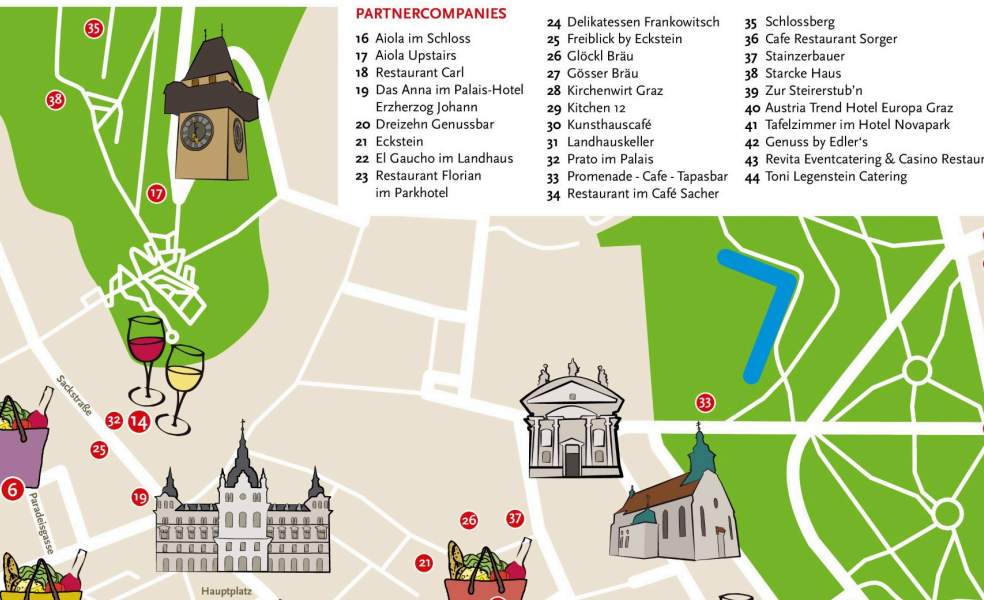 PARTNERCOMPANIES
16 Aiola im Schloss
17 Aiola Upstairs
18 Restaurant Carl
19 Das Anna im Palais-Hotel
Erzherzog Johann
20 Dreizehn Genussbar
21 Eckstein
22 El Gaucho im Landhaus
23 Restaurant Florian
im Parkhotel
24 Delikatessen Frankowitsch
25 Freiblick by Eckstein
26 Glöckl Bräu
27 Gösser Bräu
28 Kirchenwirt Graz
29 Kitchen 12
30 Kunsthauscafé
31 Landhauskeller
32 Prato im Palais
33 Promenade - Cafe - Tapasbar
34 Restaurant im Café Sacher
35 Schlossberg
36 Cafe Restaurant Sorger
37 Stainzerbauer
38 Starcke Haus
39 Zur Steirerstub'n
40 Austria Trend Hotel Europa Graz
41 Tafelzimmer im Hotel Novapark
42 Genuss by Edler's
43 Revita Eventcatering & Casino Restaur
44 Toni Legenstein Catering
35
38
17
Sackstraße
32
14
25
33
6
Paradeisgasse
19
26
37
21
Hauptplatz